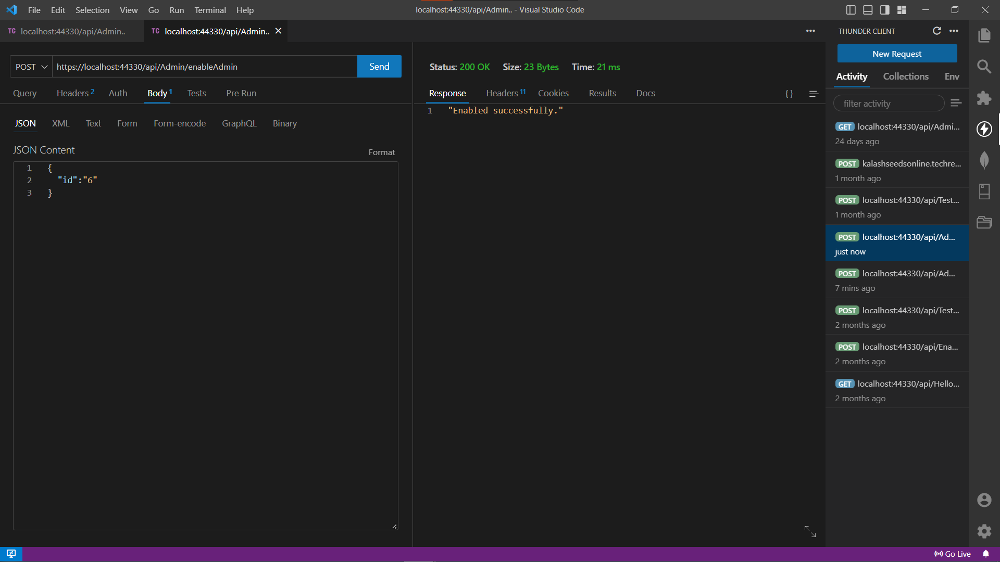 File Edit Selection View Go Run Terminal Help
localhost:44330/api/Admin.. - Visual Studio Code
TC localhost:44330/api/Admin..
TC localhost:44330/api/Admin..
POST https://localhost:44330/api/Admin/enableAdmin Send
Query Headers 2 Auth Body 1 Tests Pre Run
JSON XML Text Form Form-encode GraphQL Binary
JSON Content
Format
1 {
2 "id":"6"
3 }
Status: 200 OK Size: 23 Bytes Time: 21 ms
Response Headers 11 Cookies Results Docs { }
1 "Enabled successfully."
THUNDER CLIENT
New Request
Activity Collections Env
filter activity
GET localhost:44330/api/Admi...
24 days ago
POST kalashseedsonline.techre...
1 month ago
POST localhost:44330/api/Test...
1 month ago
POST localhost:44330/api/Ad...
just now
POST localhost:44330/api/Ad...
7 mins ago
POST localhost:44330/api/Test...
2 months ago
POST localhost:44330/api/Ena...
2 months ago
GET localhost:44330/api/Hello...
2 months ago
Go Live